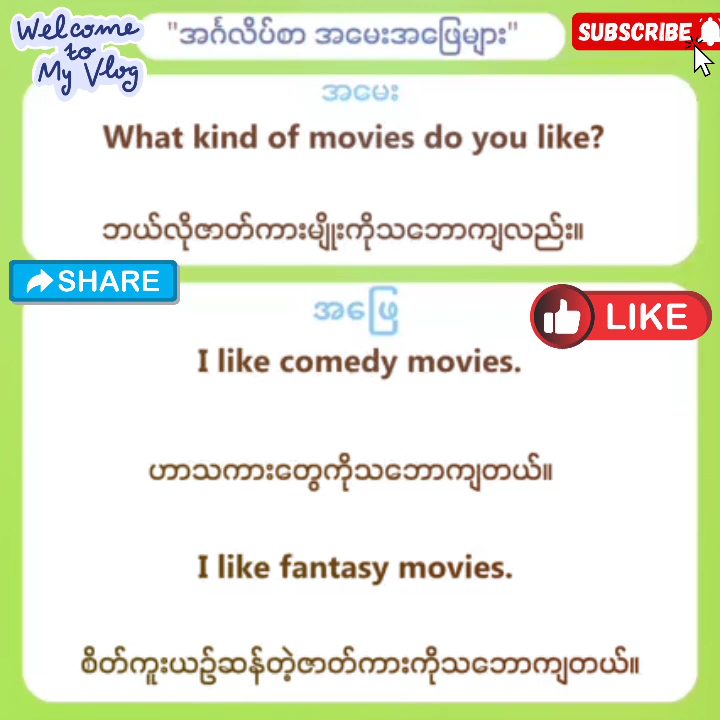 Welcome
to
My Vlog
"အင်္ဂလိပ်စာ အမေးအဖြေများ"
SUBSCRIBE
အမေး
What kind of movies do you like?
ဘယ်လိုဇာတ်ကားမျိုးကိုသဘောကျလည်း။
SHARE
အဖြေ
LIKE
I like comedy movies.
ဟာသကားတွေကိုသဘောကျတယ်။
I like fantasy movies.
စိတ်ကူးယဉ်ဆန်တဲ့ဇာတ်ကားကိုသဘောကျတယ်။